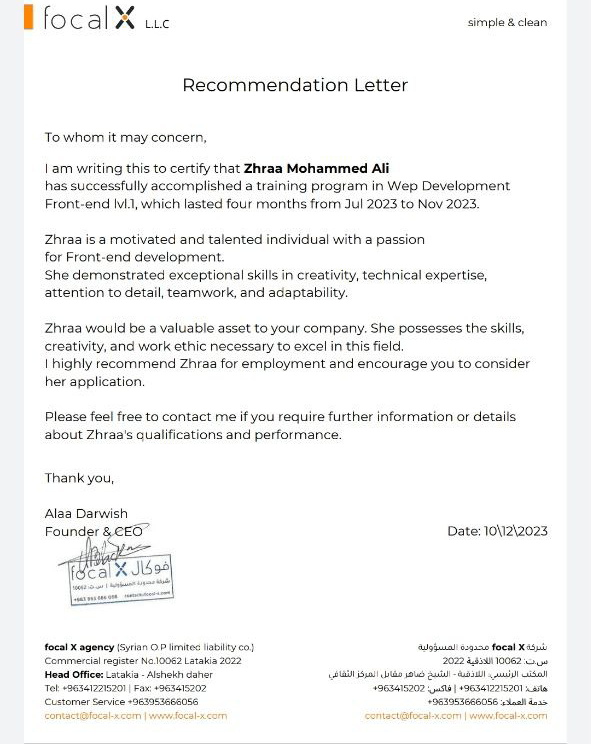 focal X L.L.C
simple & clean
Recommendation Letter
To whom it may concern,
I am writing this to certify that Zhraa Mohammed Ali
has successfully accomplished a training program in Wep Development
Front-end lvl.1, which lasted four months from Jul 2023 to Nov 2023.
Zhraa is a motivated and talented individual with a passion
for Front-end development.
She demonstrated exceptional skills in creativity, technical expertise,
attention to detail, teamwork, and adaptability.
Zhraa would be a valuable asset to your company. She possesses the skills,
creativity, and work ethic necessary to excel in this field.
I highly recommend Zhraa for employment and encourage you to consider
her application.
Please feel free to contact me if you require further information or details
about Zhraa's qualifications and performance.
Thank you,
Alaa Darwish
Founder & CEO
Date: 10\12\2023
focal X فوكال
شركة محدودة المسؤولية | س.ت 10062
focal X agency (Syrian O.P limited liability co.)
Commercial register No.10062 Latakia 2022
Head Office: Latakia - Alshekh daher
Tel: +963412215201 | Fax: +963415202
Customer Service +963953666056
contact@focal-x.com | www.focal-x.com
شركة focal X محدودة المسؤولية
س.ت: 10062 اللاذقية 2022
المكتب الرئيسي: اللاذقية - الشيخ ضاهر مقابل المركز الثقافي
هاتف: 963412215201+ | فاكس: 963415202+
خدمة العملاء: 963953666056+
contact@focal-x.com | www.focal-x.com